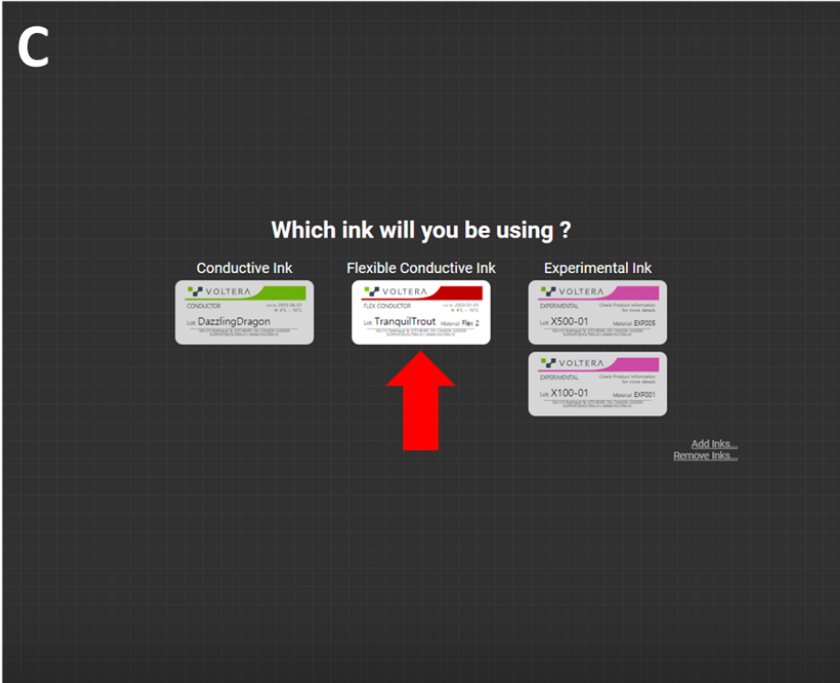 C
Which ink will you be using ?
Conductive Ink
Flexible Conductive Ink
Experimental Ink
VOLTERA
CONDUCTOR
Lot: DazzlingDragon
VOLTERA
FLEX CONDUCTOR
Lot: TranquilTrout Material: Flex 2
VOLTERA
EXPERIMENTAL
Check Product Information
for more details
Lot: X500-01 Material: EXP005
VOLTERA
EXPERIMENTAL
Check Product Information
for more details
Lot: X100-01 Material: EXP001
Add Inks...
Remove Inks...